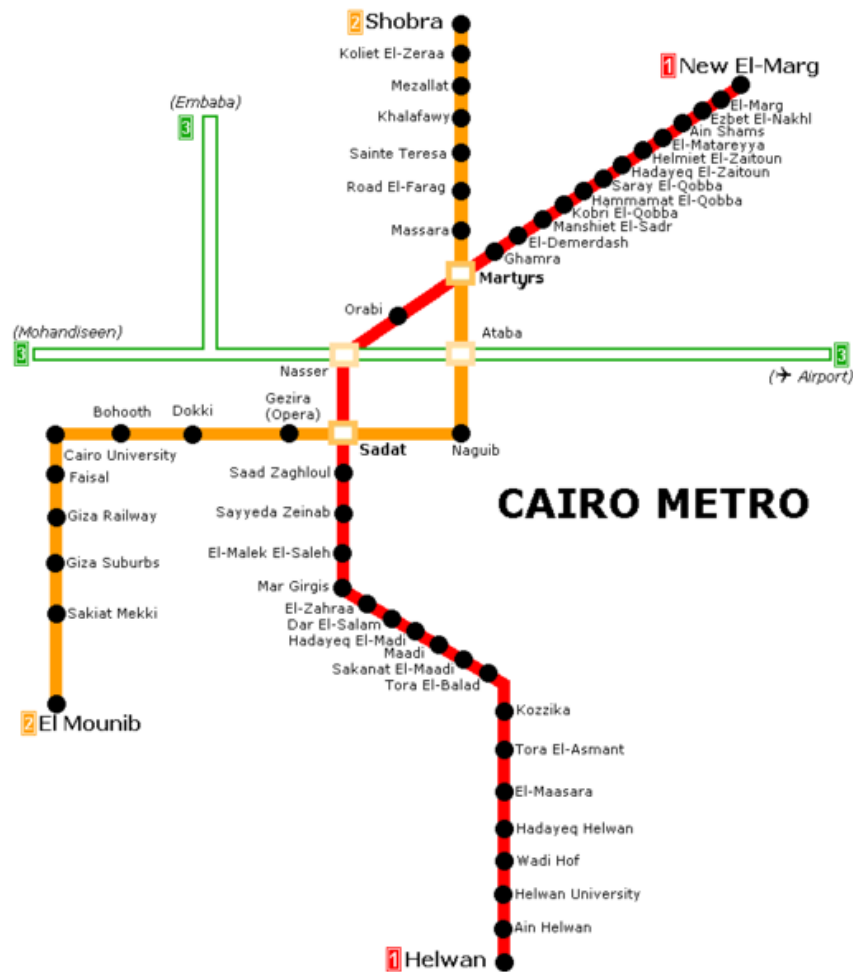 2 Shobra
Koliet El-Zeraa
Mezallat
Khalafawy
Sainte Teresa
Road El-Farag
Massara
1 New El-Marg
El-Marg
Ezbet El-Nakhl
Ain Shams
El-Matareyya
Helmiet El-Zaitoun
Hadayeq El-Zaitoun
Saray El-Qobba
Hammamat El-Qobba
Kobri El-Qobba
Manshiet El-Sadr
El-Demerdash
Ghamra
Martyrs
(Embaba)
3
Orabi
(Mohandiseen)
3
Nasser
Ataba
3
(✈ Airport)
Bohooth
Dokki
Gezira
(Opera)
Sadat
Naguib
Cairo University
Faisal
Giza Railway
Giza Suburbs
Sakiat Mekki
2 El Mounib
CAIRO METRO
Saad Zaghloul
Sayyeda Zeinab
El-Malek El-Saleh
Mar Girgis
El-Zahraa
Dar El-Salam
Hadayeq El-Madi
Maadi
Sakanat El-Maadi
Tora El-Balad
Kozzika
Tora El-Asmant
El-Maasara
Hadayeq Helwan
Wadi Hof
Helwan University
Ain Helwan
1 Helwan